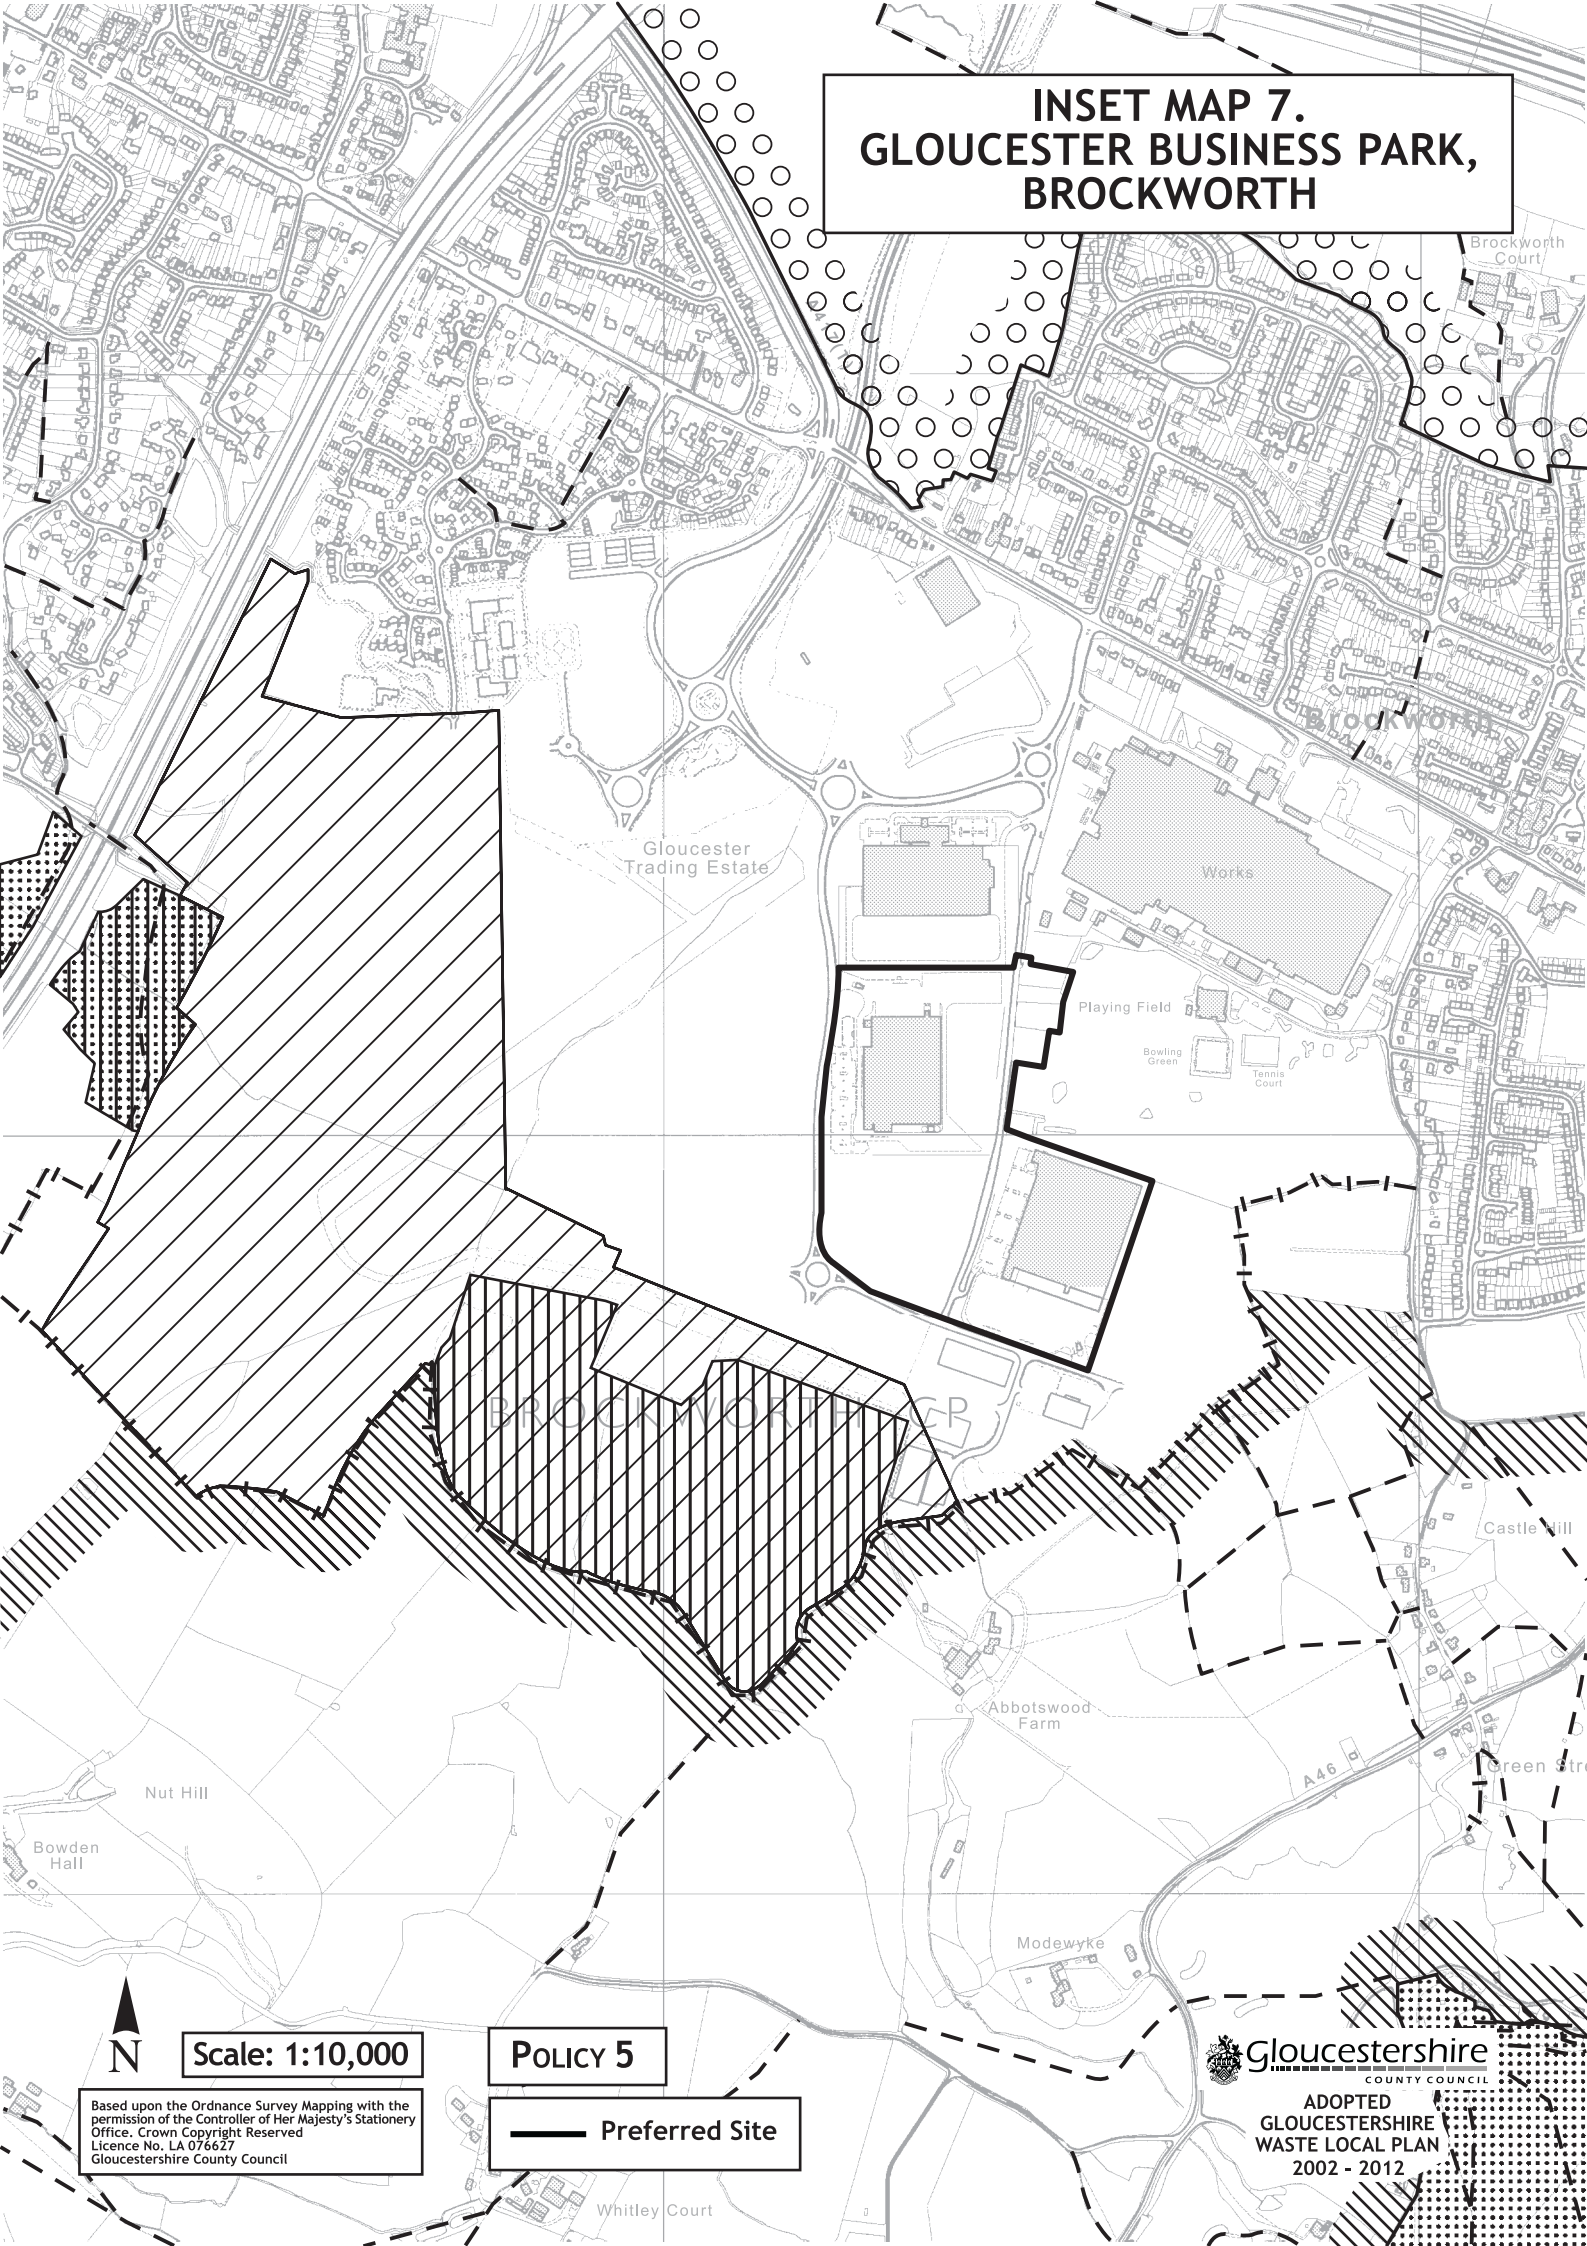 INSET MAP 7.
GLOUCESTER BUSINESS PARK,
BROCKWORTH
Brockworth
Court
Brockworth
Gloucester
Trading Estate
Works
Playing Field
Bowling
Green
Tennis
Court
BROCKWORTH CP
Castle Hill
Abbotswood
Farm
A46
Green Stre
Nut Hill
Bowden
Hall
Modewyke
N
Scale: 1:10,000
Based upon the Ordnance Survey Mapping with the
permission of the Controller of Her Majesty's Stationery
Office. Crown Copyright Reserved
Licence No. LA 076627
Gloucestershire County Council
POLICY 5
Preferred Site
Whitley Court
Gloucestershire
COUNTY COUNCIL
ADOPTED
GLOUCESTERSHIRE
WASTE LOCAL PLAN
2002 - 2012